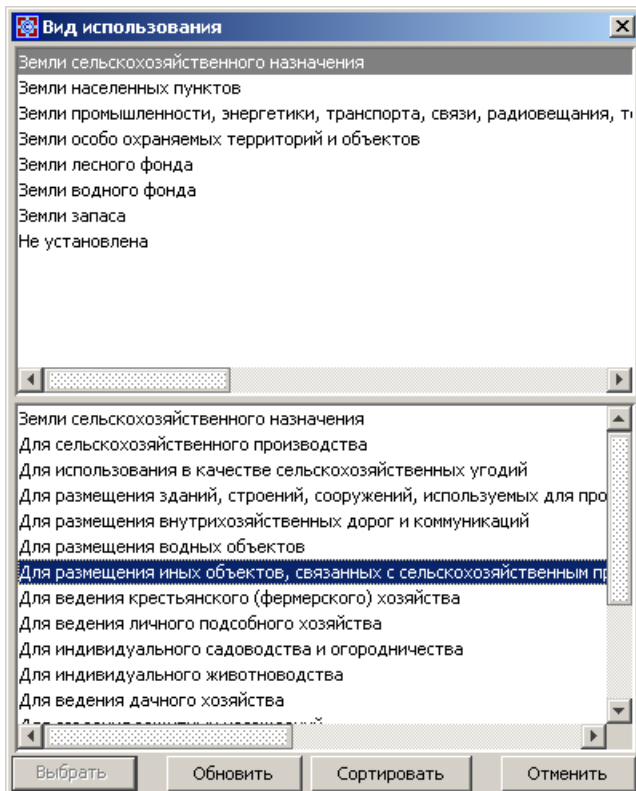 Вид использования
Земли сельскохозяйственного назначения
Земли населенных пунктов
Земли промышленности, энергетики, транспорта, связи, радиовещания,
Земли особо охраняемых территорий и объектов
Земли лесного фонда
Земли водного фонда
Земли запаса
Не установлена
Земли сельскохозяйственного назначения
Для сельскохозяйственного производства
Для использования в качестве сельскохозяйственных угодий
Для размещения зданий, строений, сооружений, используемых для про
Для размещения внутрихозяйственных дорог и коммуникаций
Для размещения водных объектов
Для размещения иных объектов, связанных с сельскохозяйственным
Для ведения крестьянского (фермерского) хозяйства
Для ведения личного подсобного хозяйства
Для индивидуального садоводства и огородничества
Для индивидуального животноводства
Для ведения дачного хозяйства
Выбрать Обновить Сортировать Отменить